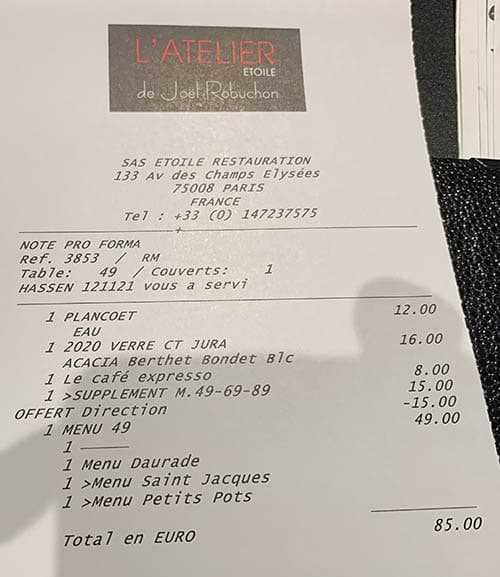 L'ATELIER
ETOILE
de Joël Robuchon
SAS ETOILE RESTAURATION
133 Av des Champs Elysées
75008 PARIS
FRANCE
Tel : +33 (0) 147237575
NOTE PRO FORMA
Ref. 3853 / RM
Table: 49 / Couverts: 1
HASSEN 121121 vous a servi
1 PLANCOET 12.00
EAU
1 2020 VERRE CT JURA 16.00
ACACIA Berthet Bondet Blc
1 Le café expresso 8.00
1 >SUPPLEMENT M.49-69-89 15.00
OFFERT Direction -15.00
1 MENU 49 49.00
1 ————
1 Menu Daurade
1 >Menu Saint Jacques
1 >Menu Petits Pots
Total en EURO 85.00